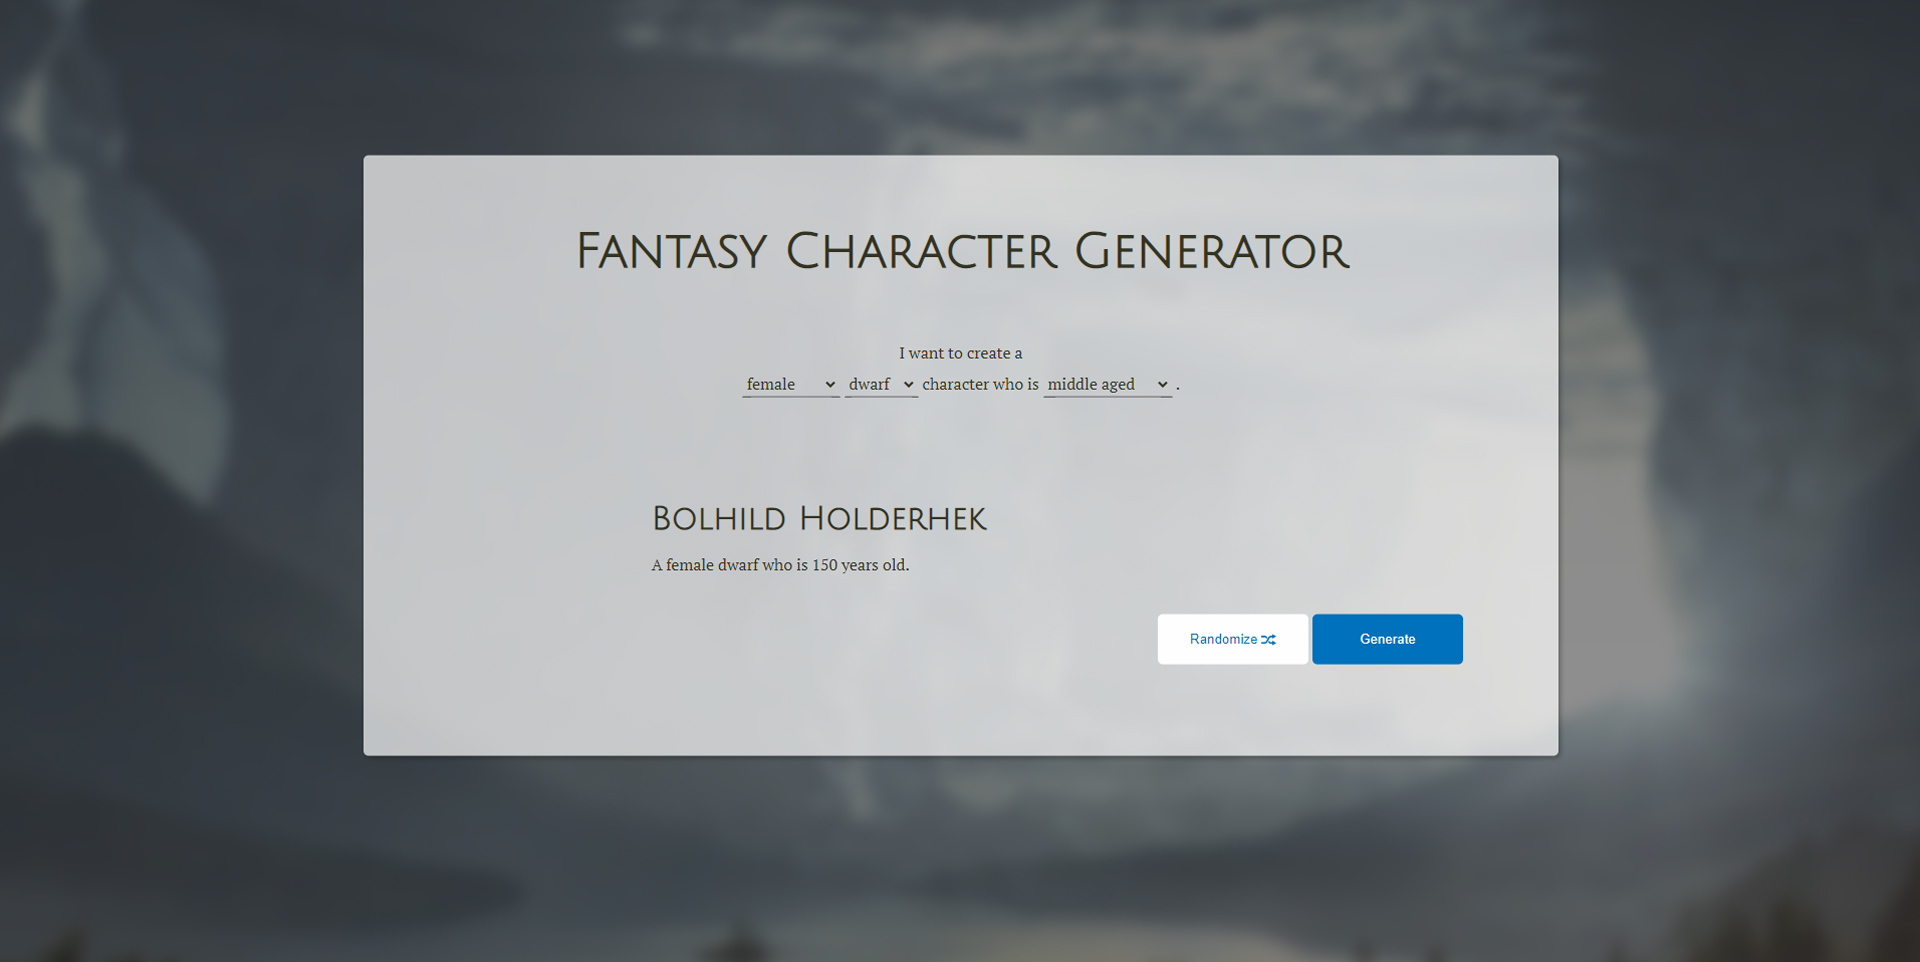 Fantasy Character Generator
I want to create a
female dwarf character who is middle aged .
Bolhild Holderhek
A female dwarf who is 150 years old.
Randomize Generate